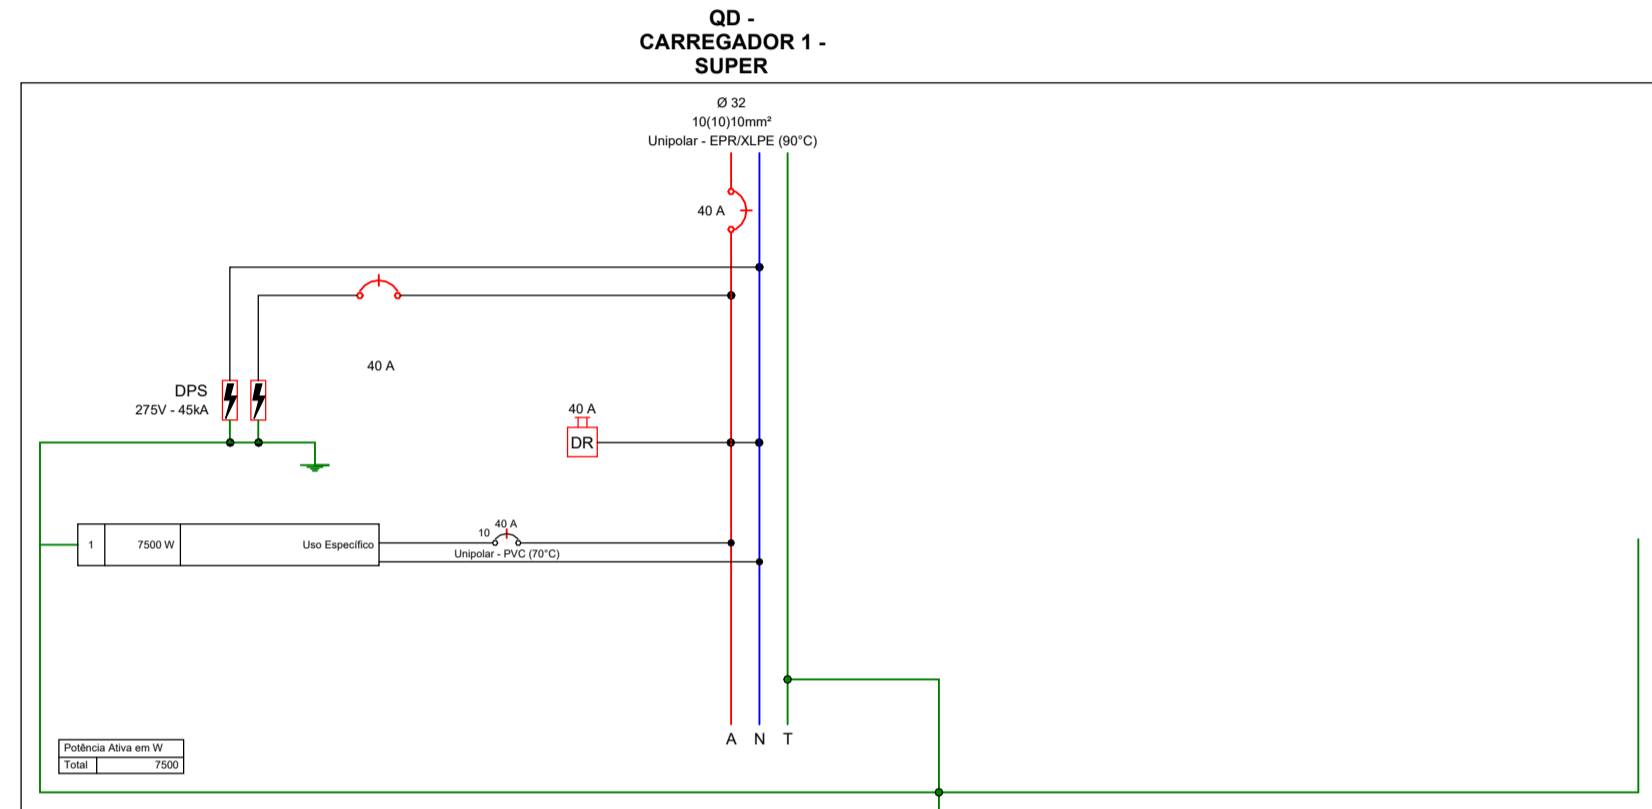 QD -
CARREGADOR 1 -
SUPER
Ø 32
10(10)10mm²
Unipolar - EPR/XLPE (90°C)
40 A
40 A
DPS
275V - 45kA
40 A
DR
40 A
10
Unipolar - PVC (70°C)
1 7500 W Uso Específico
A N T
Potência Ativa em W
Total 7500